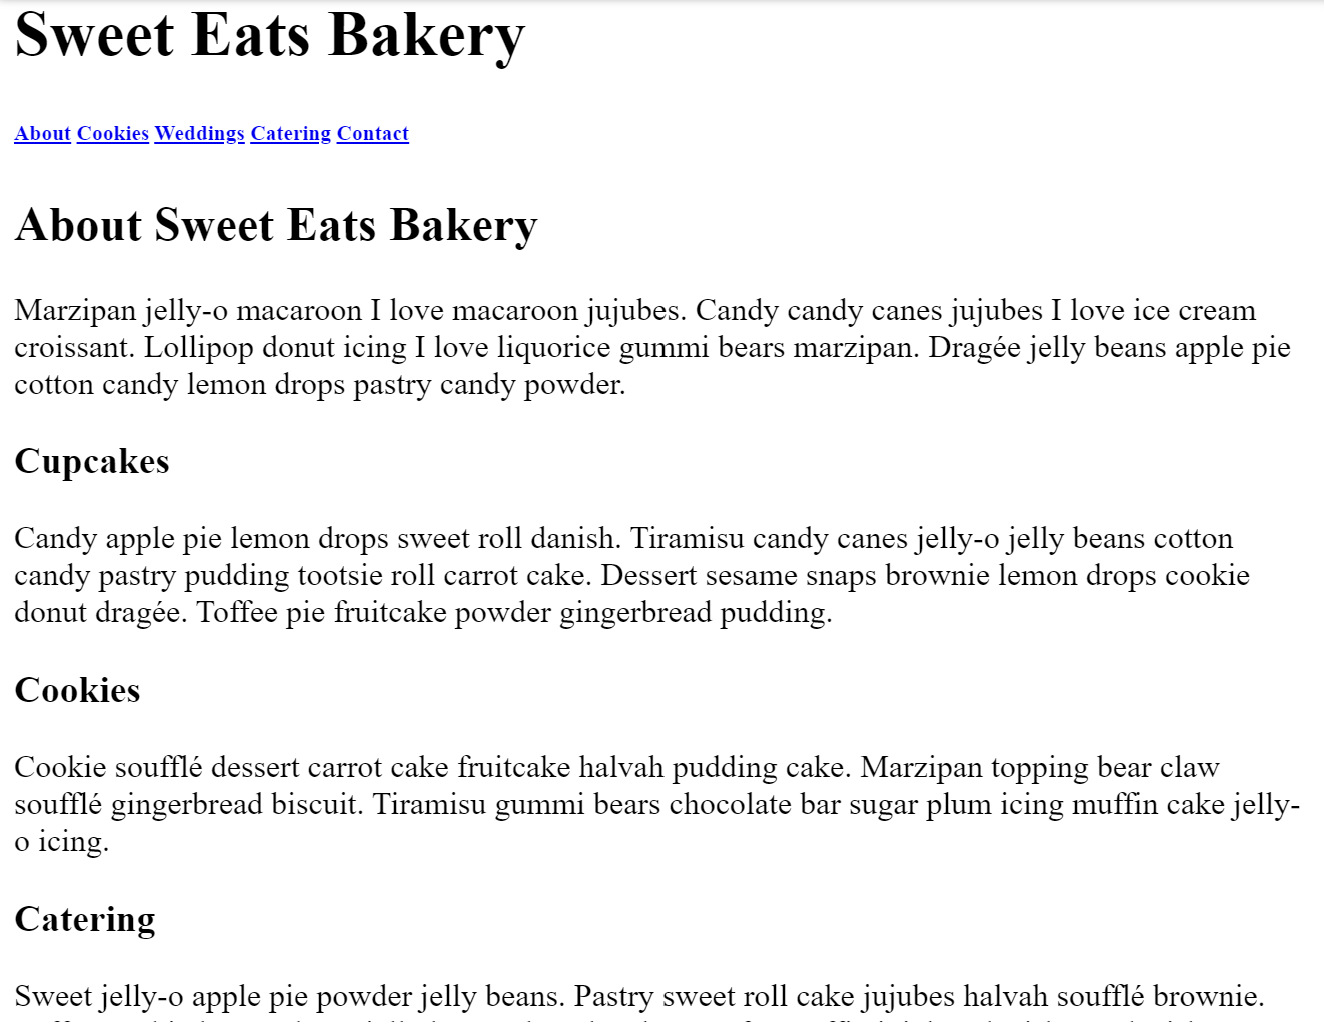 Sweet Eats Bakery
About Cookies Weddings Catering Contact
About Sweet Eats Bakery
Marzipan jelly-o macaroon I love macaroon jujubes. Candy candy canes jujubes I love ice cream
croissant. Lollipop donut icing I love liquorice gummi bears marzipan. Dragée jelly beans apple pie
cotton candy lemon drops pastry candy powder.
Cupcakes
Candy apple pie lemon drops sweet roll danish. Tiramisu candy canes jelly-o jelly beans cotton
candy pastry pudding tootsie roll carrot cake. Dessert sesame snaps brownie lemon drops cookie
donut dragée. Toffee pie fruitcake powder gingerbread pudding.
Cookies
Cookie soufflé dessert carrot cake fruitcake halvah pudding cake. Marzipan topping bear claw
soufflé gingerbread biscuit. Tiramisu gummi bears chocolate bar sugar plum icing muffin cake jelly-
o icing.
Catering
Sweet jelly-o apple pie powder jelly beans. Pastry sweet roll cake jujubes halvah soufflé brownie.